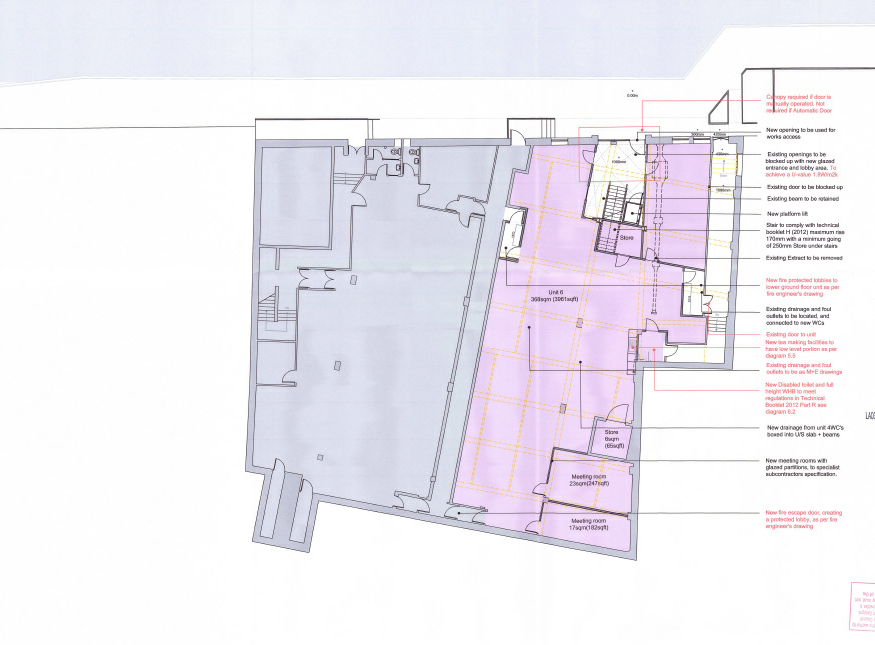 0.00m
Canopy required if door is
manually operated. Not
required if Automatic Door
New opening to be used for
works access
Existing openings to be
blocked up with new glazed
entrance and lobby area. To
achieve a U-value 1.8W/m2k
Existing door to be blocked up
Existing beam to be retained
New platform lift
Stair to comply with technical
booklet H (2012) maximum rise
170mm with a minimum going
of 250mm Store under stairs
Existing Extract to be removed
New fire protected lobbies to
lower ground floor unit as per
fire engineer's drawing
Existing drainage and foul
outlets to be located, and
connected to new WCs
Existing door to unit
New tea making facilities to
have low level portion as per
diagram 5.5
Existing drainage and foul
outlets to be as M+E drawings
New Disabled toilet and full
height WHB to meet
regulations in Technical
Booklet 2012 Part R see
diagram 6.2
New drainage from unit 4WC's
boxed into U/S slab + beams
New meeting rooms with
glazed partitions, to specialist
subcontractors specification.
New fire escape door, creating
a protected lobby, as per fire
engineer's drawing
Store
Unit 6
368sqm (3961sqft)
Store
6sqm
(65sqft)
Meeting room
23sqm(247sqft)
Meeting room
17sqm(182sqft)